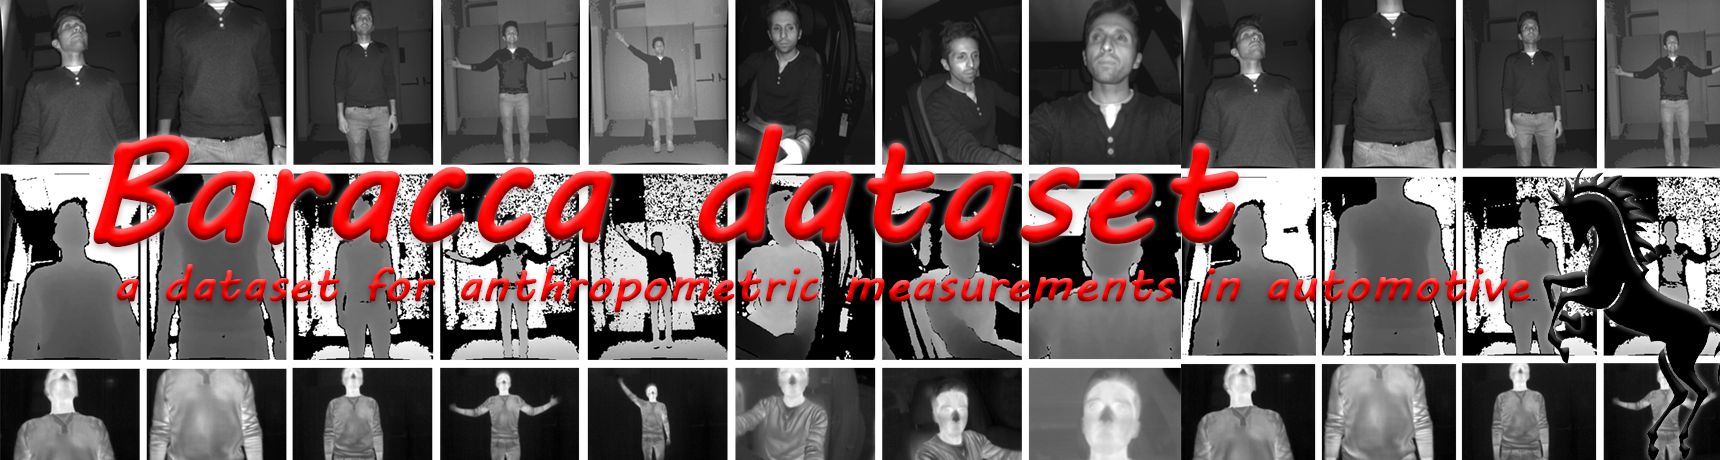 Baracca dataset
a dataset for anthropometric measurements in automotive